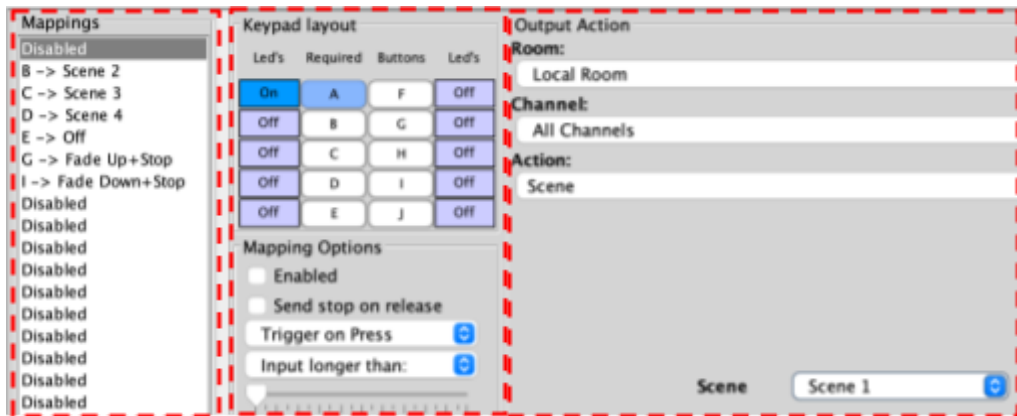 Mappings
Disabled
B -> Scene 2
C -> Scene 3
D -> Scene 4
E -> Off
G -> Fade Up+Stop
I -> Fade Down+Stop
Disabled
Disabled
Disabled
Disabled
Disabled
Disabled
Disabled
Disabled
Disabled
Disabled
Keypad layout
Led's Required Buttons Led's
On A F Off
Off B G Off
Off C H Off
Off D I Off
Off E J Off
Mapping Options
Enabled
Send stop on release
Trigger on Press
Input longer than:
Output Action
Room:
Local Room
Channel:
All Channels
Action:
Scene
Scene Scene 1